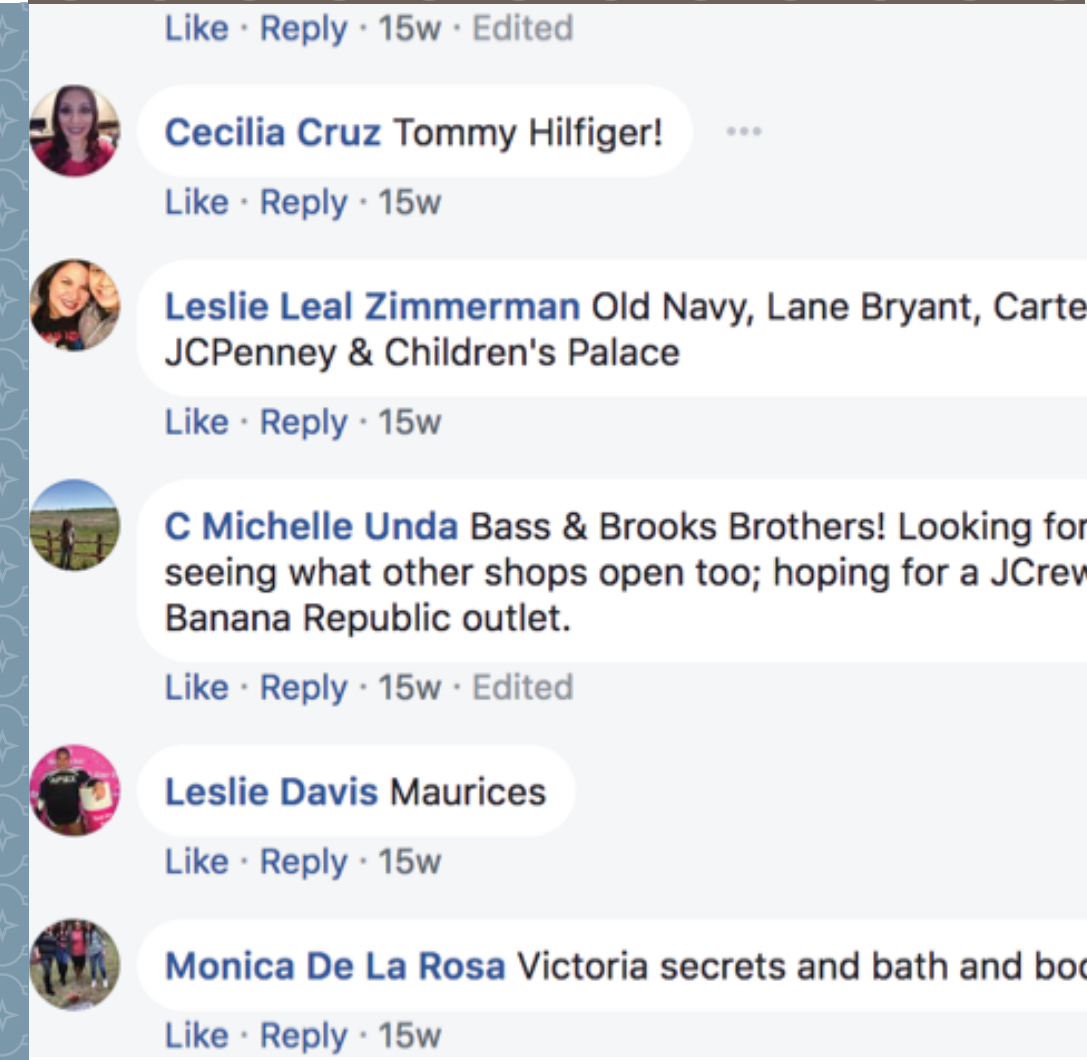 Like · Reply · 15w · Edited
Cecilia Cruz Tommy Hilfiger!
Like · Reply · 15w
Leslie Leal Zimmerman Old Navy, Lane Bryant,
JCPenney & Children's Palace
Like · Reply · 15w
C Michelle Unda Bass & Brooks Brothers! Looking for
seeing what other shops open too; hoping for a JCrew
Banana Republic outlet.
Like · Reply · 15w · Edited
Leslie Davis Maurices
Like · Reply · 15w
Monica De La Rosa Victoria secrets and bath and
Like · Reply · 15w